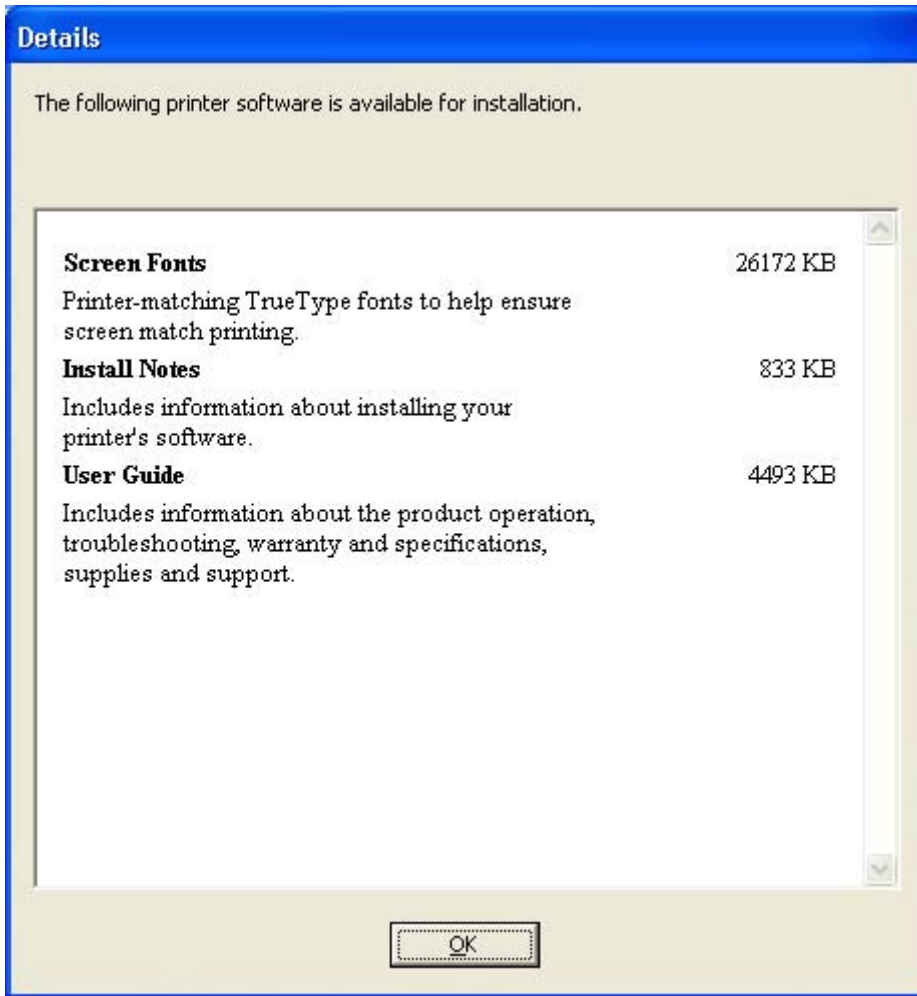 Details
The following printer software is available for installation.
Screen Fonts 26172 KB
Printer-matching TrueType fonts to help ensure
screen match printing.
Install Notes 833 KB
Includes information about installing your
printer's software.
User Guide 4493 KB
Includes information about the product operation,
troubleshooting, warranty and specifications,
supplies and support.
OK